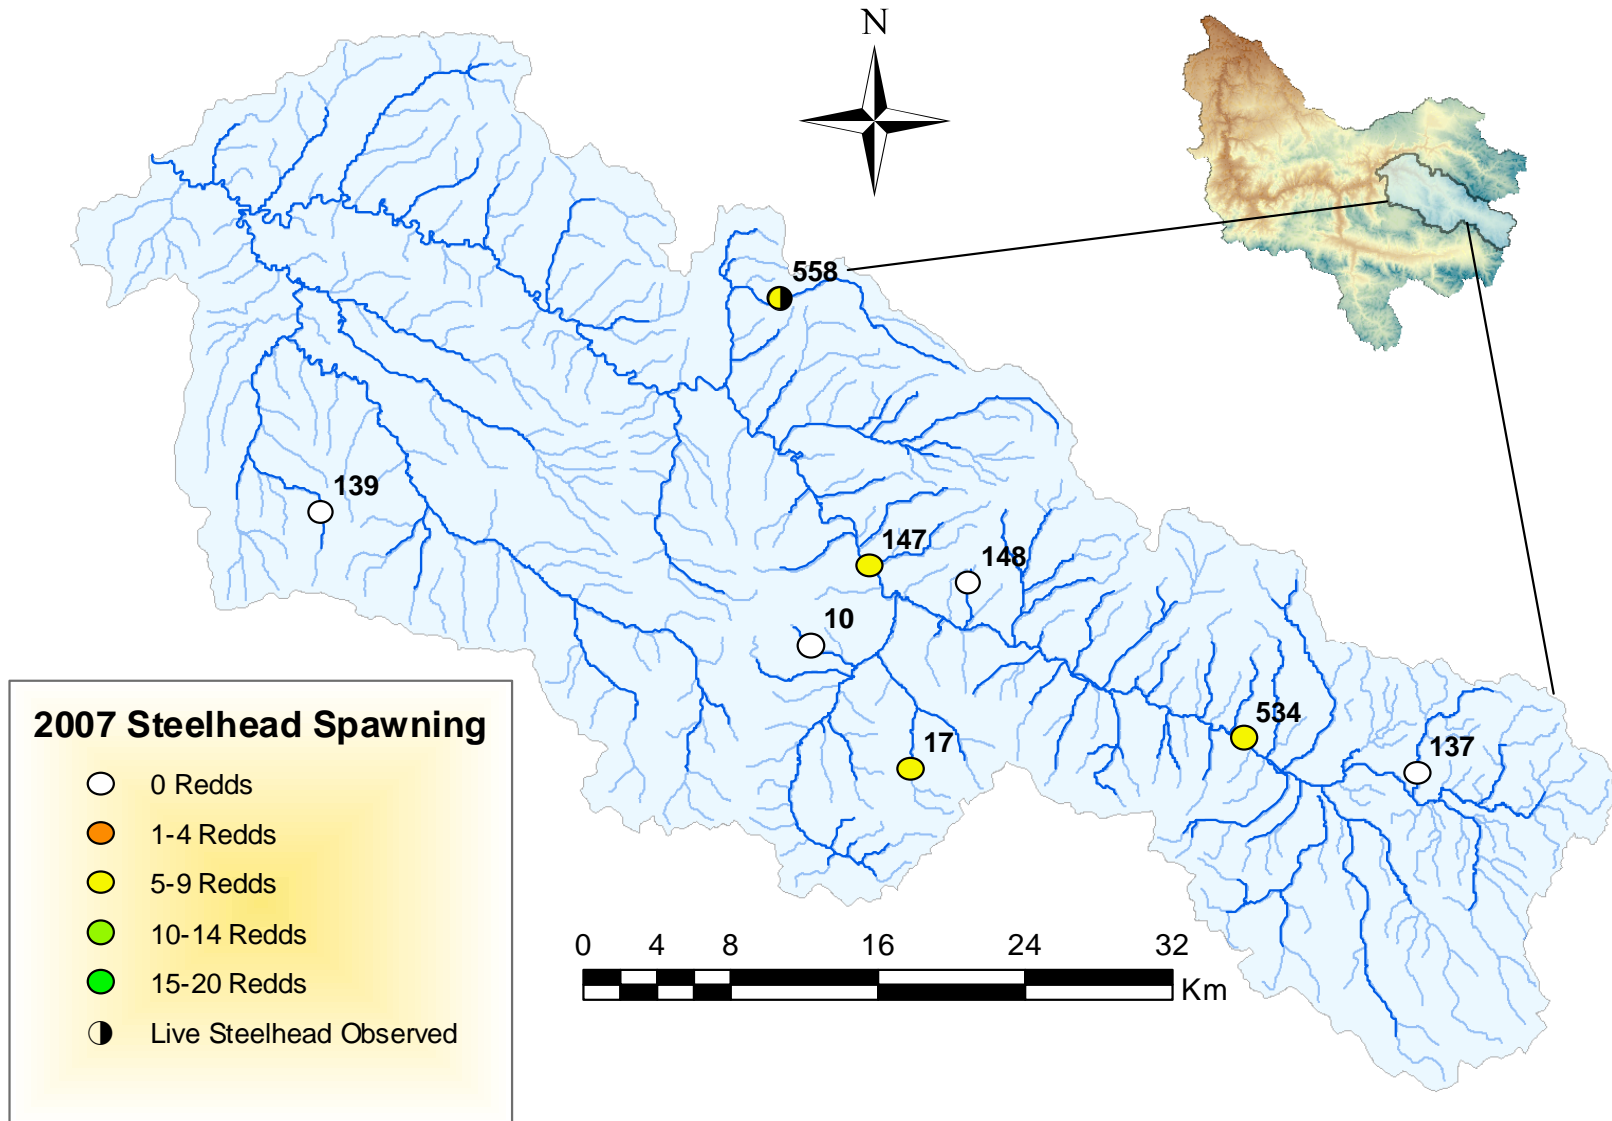 N
558
139
147
148
10
17
534
137
2007 Steelhead Spawning
0 Redds
1-4 Redds
5-9 Redds
10-14 Redds
15-20 Redds
Live Steelhead Observed
0 4 8 16 24 32
Km